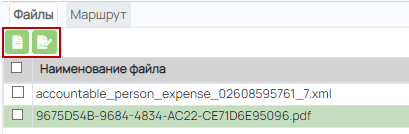 Файлы Маршрут
Наименование файла
accountable_person_expense_02608595761_7.xml
9675D54B-9684-4834-AC22-CE71D6E95096.pdf